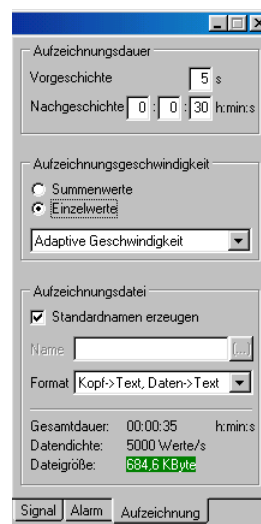 Aufzeichnungsdauer
Vorgeschichte 5 s
Nachgeschichte 0 : 0 : 30 h:min:s
Aufzeichnungsgeschwindigkeit
Summenwerte
Einzelwerte
Adaptive Geschwindigkeit
Aufzeichnungsdatei
Standardnamen erzeugen
Name (...)
Format Kopf->Text, Daten->Text
Gesamtdauer: 00:00:35 h:min:s
Datendichte: 5000 Werte/s
Dateigröße: 684,6 KByte
Signal Alarm Aufzeichnung